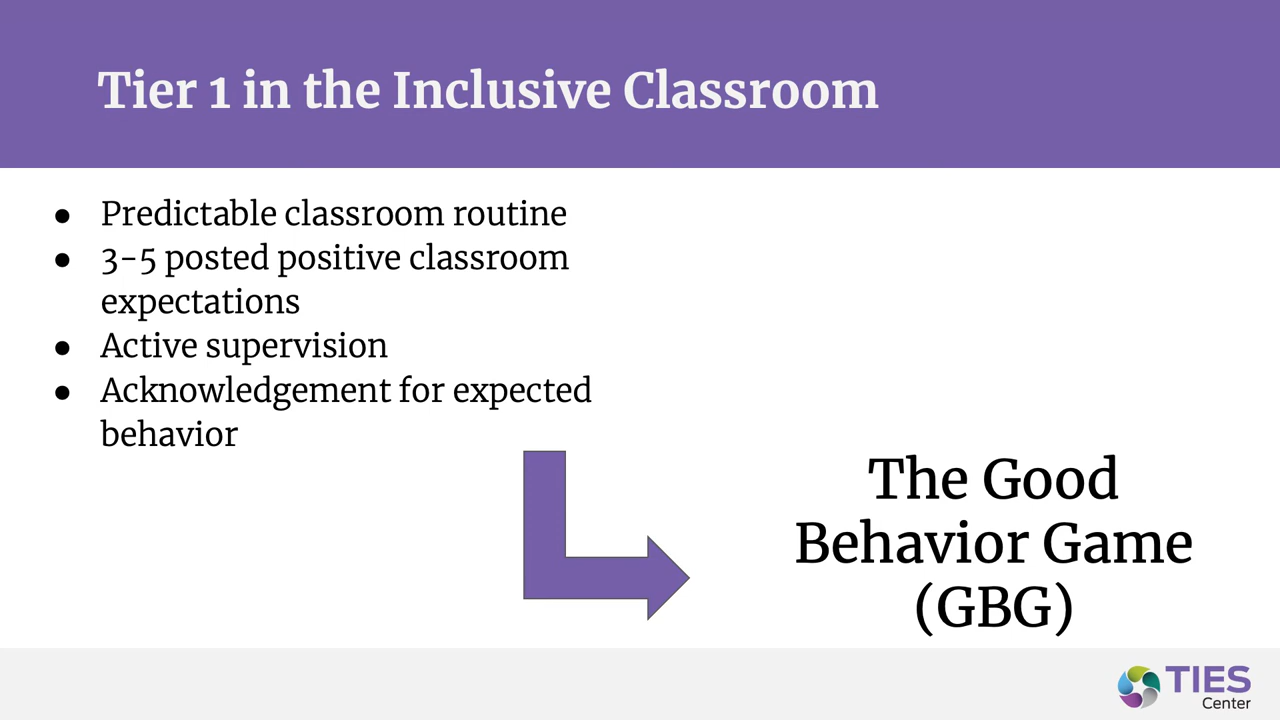 Tier 1 in the Inclusive Classroom
● Predictable classroom routine
● 3-5 posted positive classroom
expectations
● Active supervision
● Acknowledgement for expected
behavior
The Good
Behavior Game
(GBG)
TIES
Center